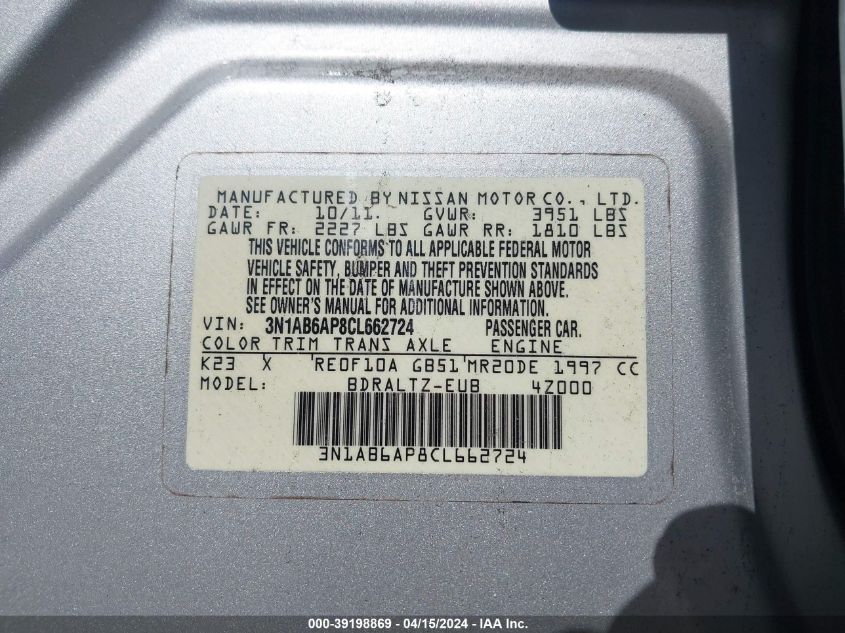 MANUFACTURED BY NISSAN MOTOR CO., LTD.
DATE: 10/11. GVWR: 3951 LBS
GAWR FR: 2227 LBS GAWR RR: 1810 LBS
THIS VEHICLE CONFORMS TO ALL APPLICABLE FEDERAL MOTOR
VEHICLE SAFETY, BUMPER AND THEFT PREVENTION STANDARDS
IN EFFECT ON THE DATE OF MANUFACTURE SHOWN ABOVE.
SEE OWNER'S MANUAL FOR ADDITIONAL INFORMATION.
VIN: 3N1AB6AP8CL662724 PASSENGER CAR.
COLOR TRIM TRANS AXLE ENGINE
K23 X RE0F10A GB51 MR20DE 1997 CC
MODEL: BDRALTZ-EUB 4Z000
3N1AB6AP8CL662724
000-39198869 - 04/15/2024 - IAA Inc.